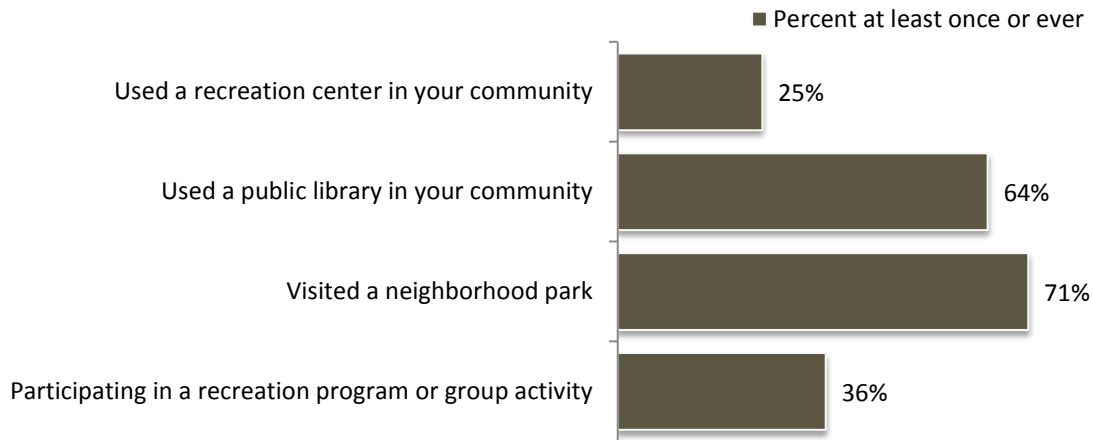 Percent at least once or ever
Used a recreation center in your community
25%
Used a public library in your community
64%
Visited a neighborhood park
71%
Participating in a recreation program or group activity
36%